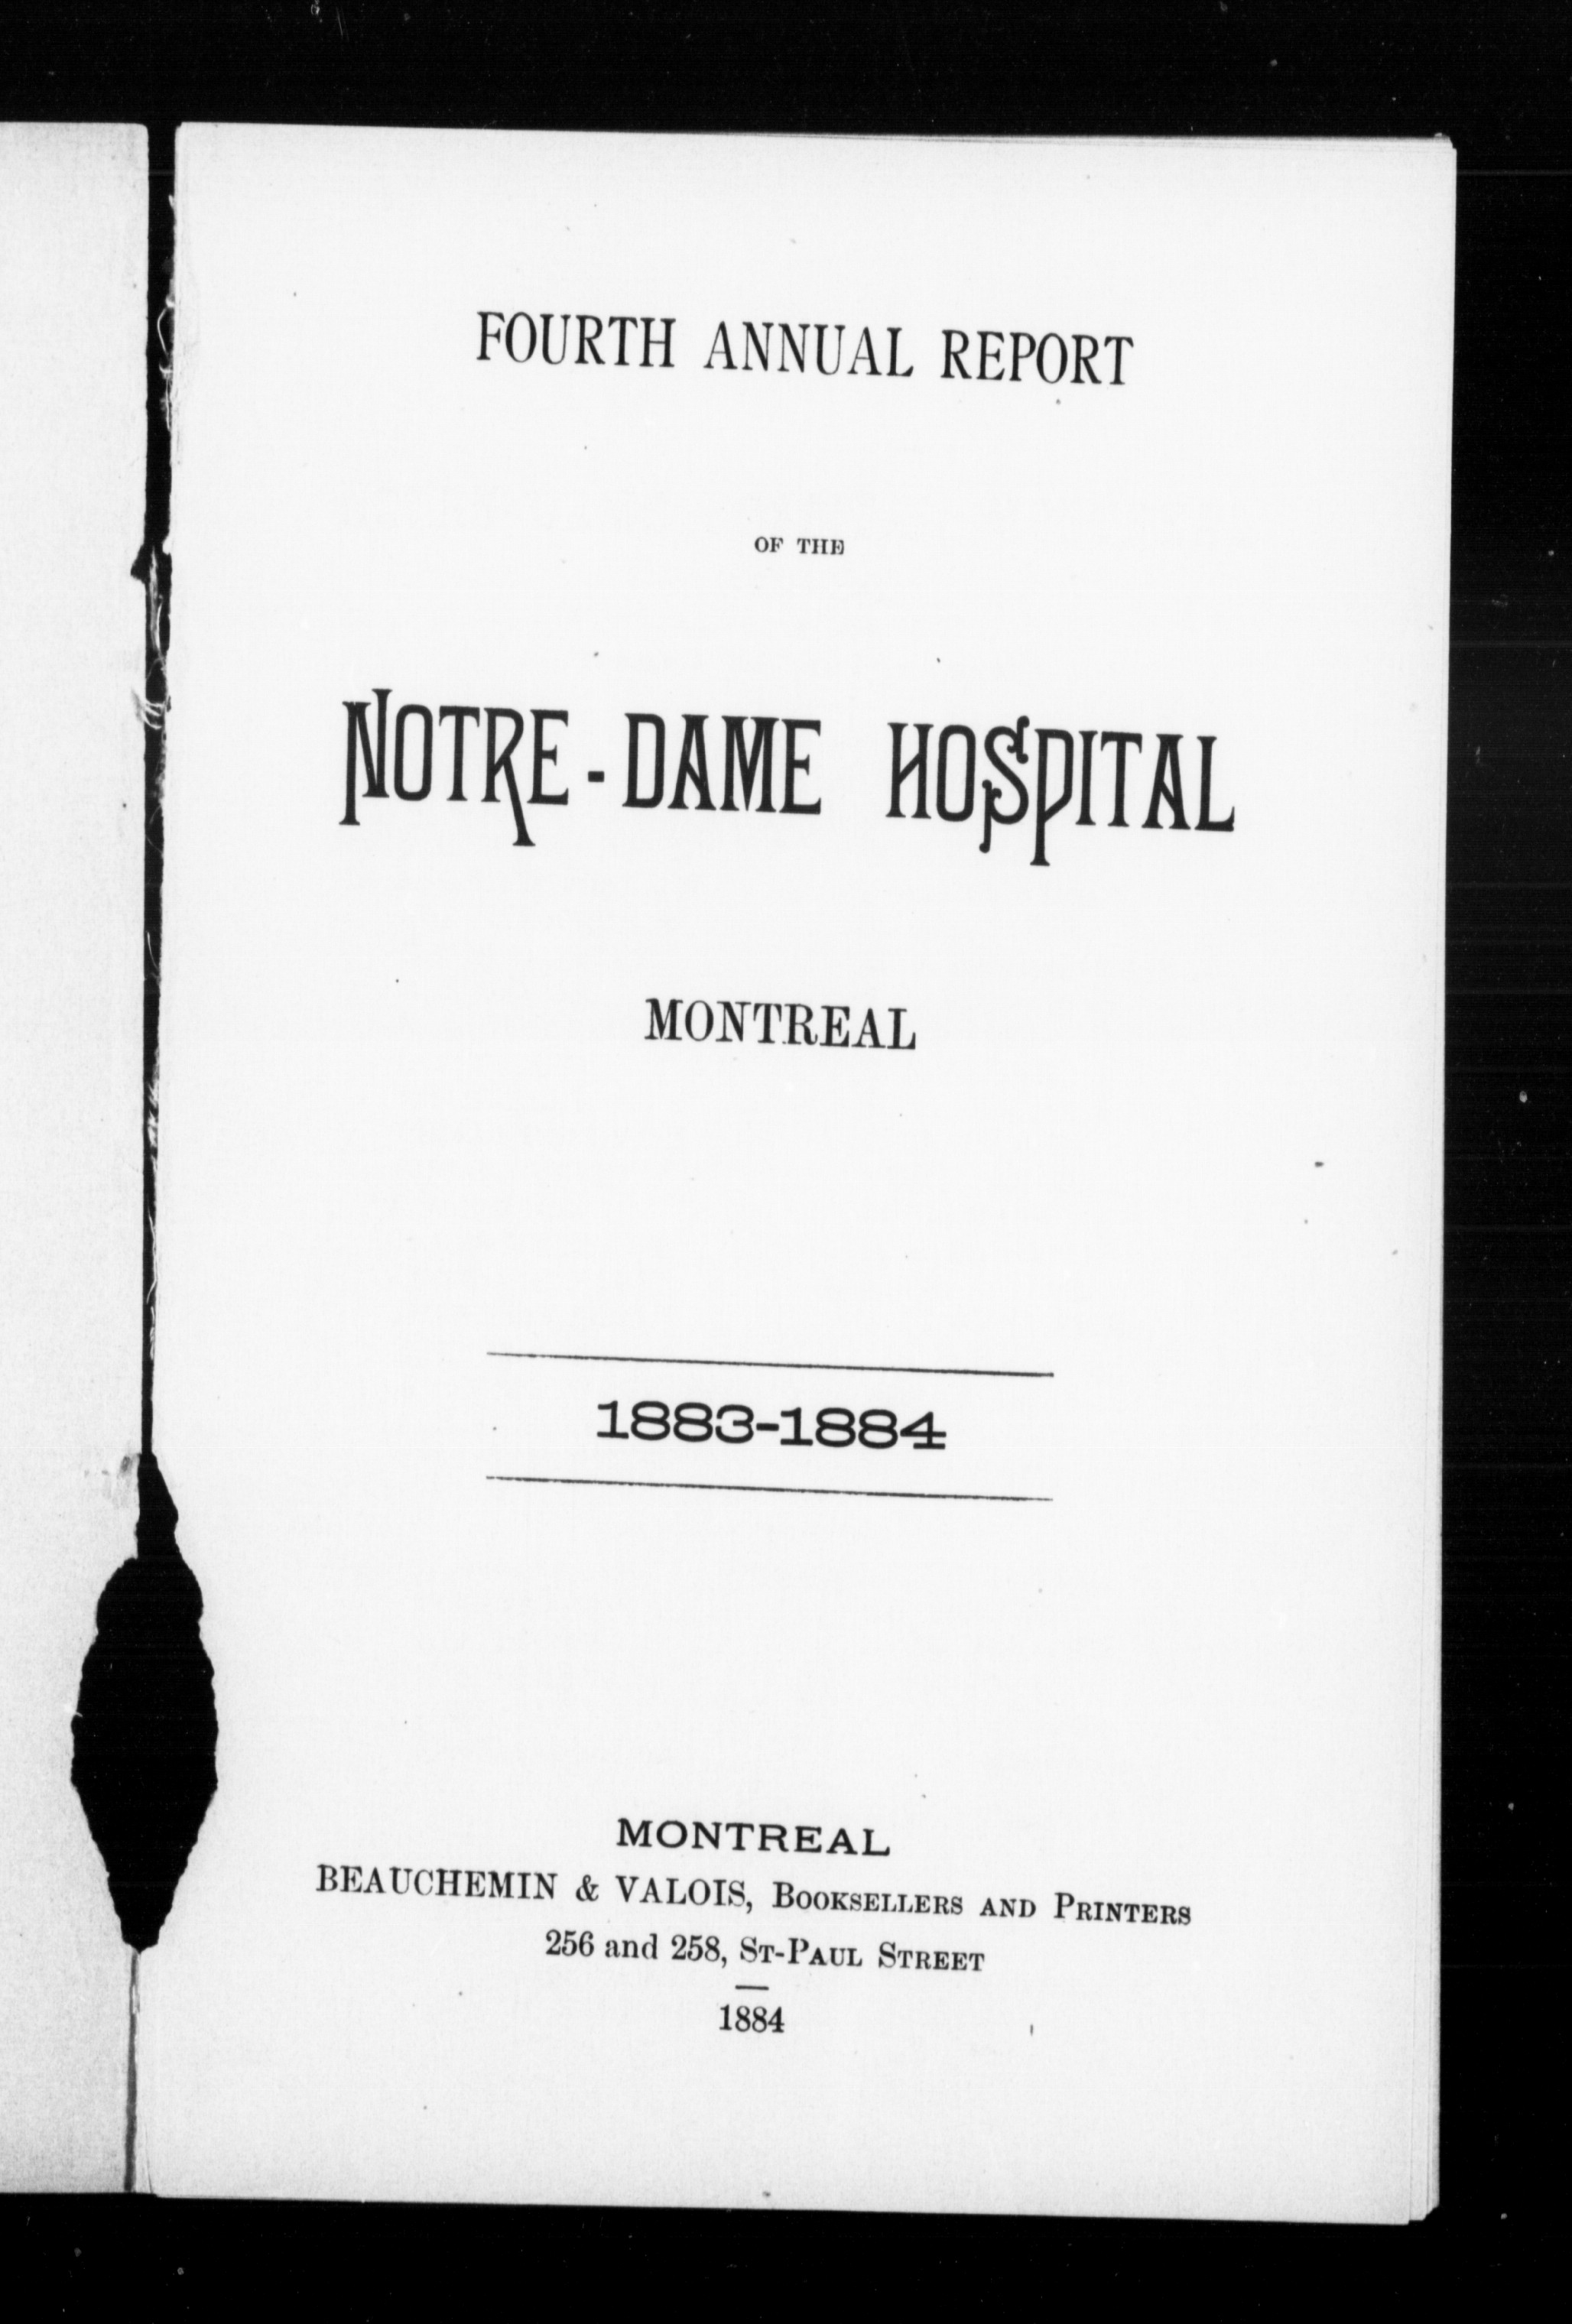 FOURTH ANNUAL REPORT
OF THE
NOTRE-DAME HOSPITAL
MONTREAL
1883-1884
MONTREAL
BEAUCHEMIN & VALOIS, BOOKSELLERS AND PRINTERS
256 and 258, ST-PAUL STREET
1884